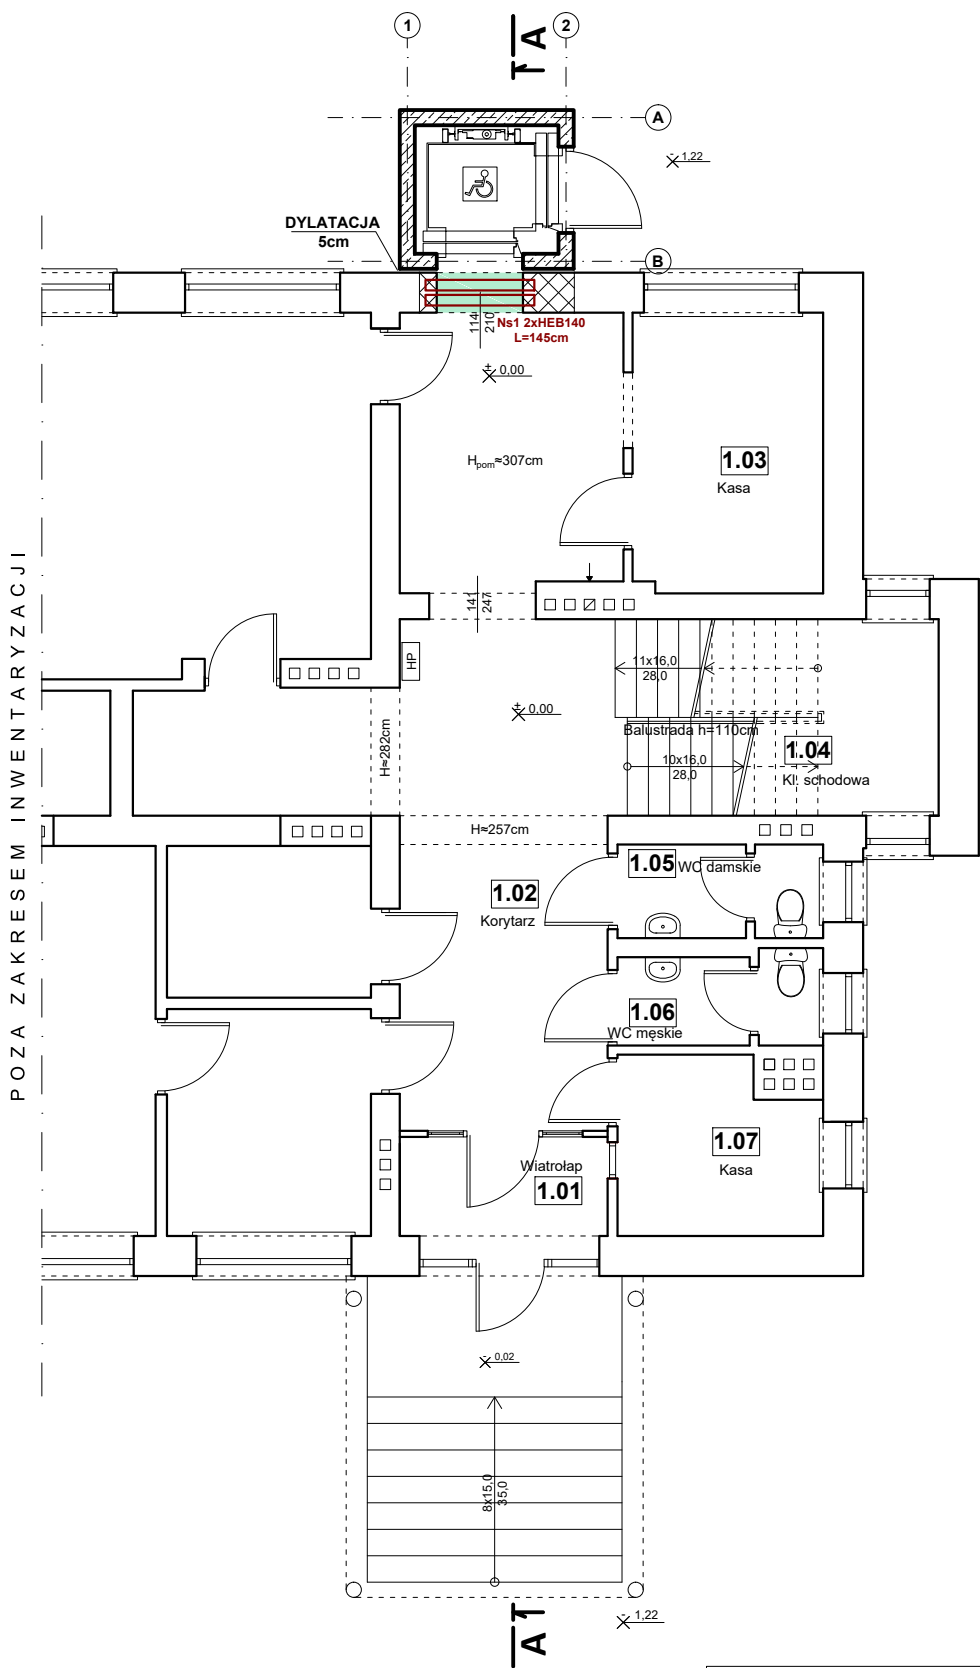 1
2
A
A
- 1,22
DYLATACJA
5cm
B
114
210
Ns1 2xHEB140
L=145cm
± 0,00
Hpom≈307cm
1.03
Kasa
141
247
HP
11x16,0
28,0
± 0,00
Balustrada h=110cm
H≈282cm
10x16,0
28,0
1.04
Kl. schodowa
POZA ZAKRESEM INWENTARYZACJI
H≈257cm
1.05
WC damskie
1.02
Korytarz
1.06
WC męskie
1.07
Kasa
Wiatrołap
1.01
- 0,02
8x15,0
35,0
A
- 1,22